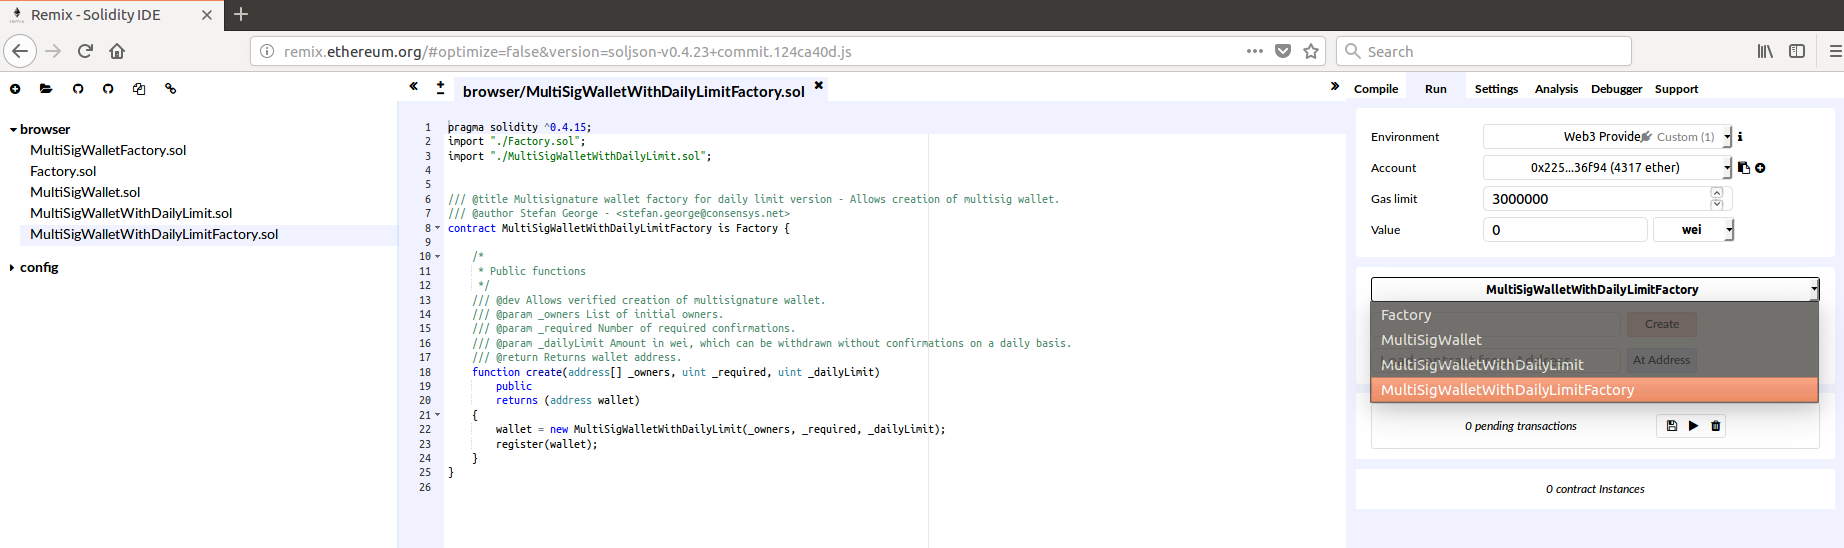 Remix - Solidity IDE
remix.ethereum.org/#optimize=false&version=soljson-v0.4.23+commit.124ca40d.js
Search
browser
MultiSigWalletFactory.sol
Factory.sol
MultiSigWallet.sol
MultiSigWalletWithDailyLimit.sol
MultiSigWalletWithDailyLimitFactory.sol
config
browser/MultiSigWalletWithDailyLimitFactory.sol
1 pragma solidity ^0.4.15;
2 import "./Factory.sol";
3 import "./MultiSigWalletWithDailyLimit.sol";
4
5
6 /// @title Multisignature wallet factory for daily limit version - Allows creation of multisig wallet.
7 /// @author Stefan George - <stefan.george@consensys.net>
8 contract MultiSigWalletWithDailyLimitFactory is Factory {
9
10 /*
11 * Public functions
12 */
13 /// @dev Allows verified creation of multisignature wallet.
14 /// @param _owners List of initial owners.
15 /// @param _required Number of required confirmations.
16 /// @param _dailyLimit Amount in wei, which can be withdrawn without confirmations on a daily basis.
17 /// @return Returns wallet address.
18 function create(address[] _owners, uint _required, uint _dailyLimit)
19 public
20 returns (address wallet)
21 {
22 wallet = new MultiSigWalletWithDailyLimit(_owners, _required, _dailyLimit);
23 register(wallet);
24 }
25 }
26
Compile Run Settings Analysis Debugger Support
Environment Web3 Provider Custom (1)
Account 0x225...36f94 (4317 ether)
Gas limit 3000000
Value 0 wei
MultiSigWalletWithDailyLimitFactory
Factory
Create
MultiSigWallet
Load contract from Address
At Address
MultiSigWalletWithDailyLimit
MultiSigWalletWithDailyLimitFactory
0 pending transactions
0 contract Instances